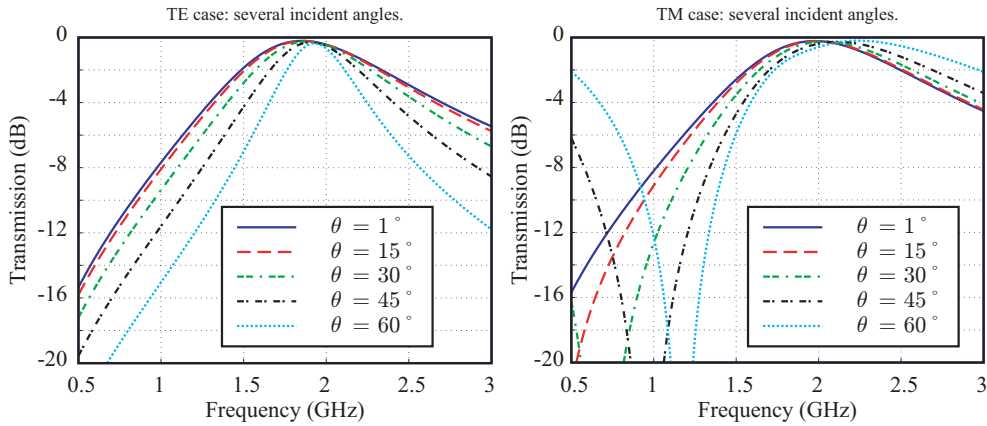 TE case: several incident angles.
Transmission (dB)
0
-4
-8
-12
-16
-20
0.5
1
1.5
2
2.5
3
Frequency (GHz)
θ = 1°
θ = 15°
θ = 30°
θ = 45°
θ = 60°
TM case: several incident angles.
Transmission (dB)
0
-4
-8
-12
-16
-20
0.5
1
1.5
2
2.5
3
Frequency (GHz)
θ = 1°
θ = 15°
θ = 30°
θ = 45°
θ = 60°